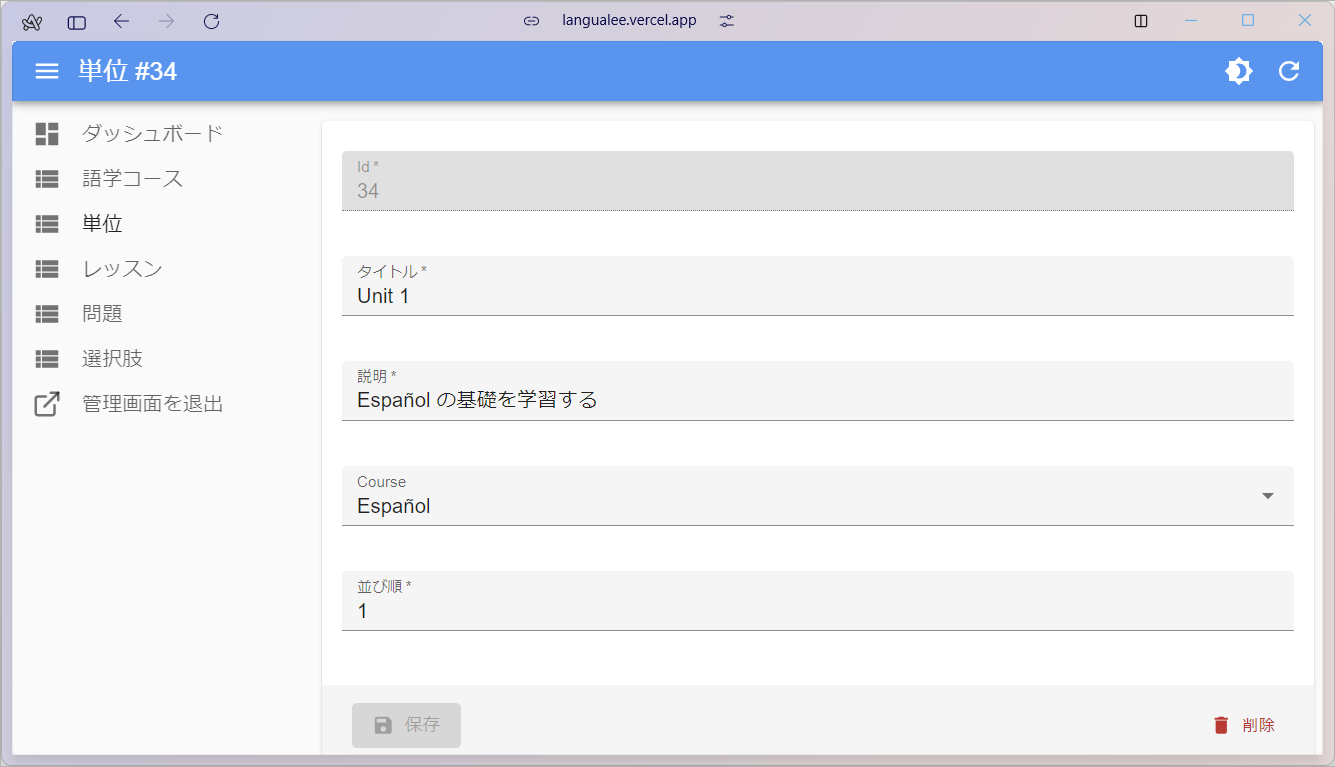 langualee.vercel.app
単位 #34
ダッシュボード
語学コース
単位
レッスン
問題
選択肢
管理画面を退出
Id *
34
タイトル *
Unit 1
説明 *
Español の基礎を学習する
Course
Español
並び順 *
1
保存
削除